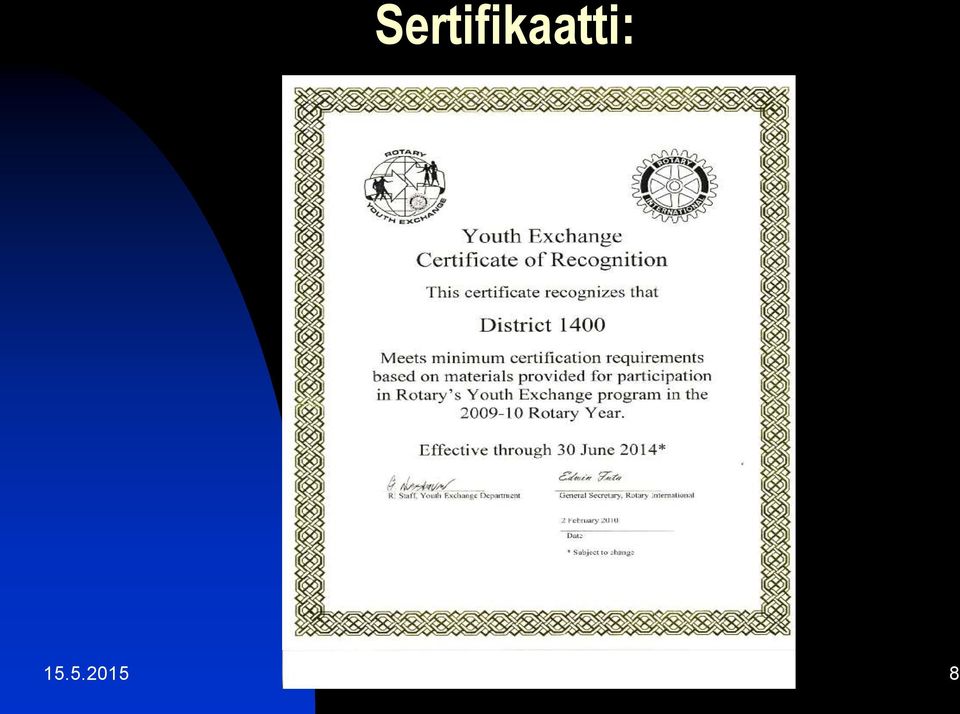 Sertifikaatti:
ROTARY
YOUTH EXCHANGE
ROTARY
INTERNATIONAL
Youth Exchange
Certificate of Recognition
This certificate recognizes that
District 1400
Meets minimum certification requirements
based on materials provided for participation
in Rotary's Youth Exchange program in the
2009-10 Rotary Year.
Effective through 30 June 2014*
Edwin Futa
RI Staff, Youth Exchange Department
General Secretary, Rotary International
2 February 2010
Date
* Subject to change
15.5.2015
8